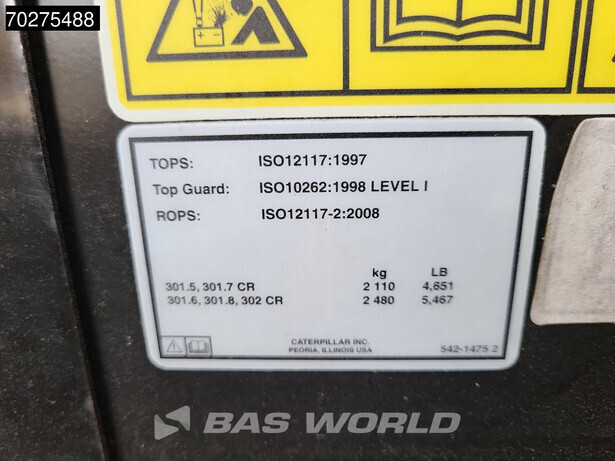 70275488
TOPS: ISO12117:1997
Top Guard: ISO10262:1998 LEVEL I
ROPS: ISO12117-2:2008
kg LB
301.5, 301.7 CR 2 110 4,651
301.6, 301.8, 302 CR 2 480 5,467
CATERPILLAR INC.
PEORIA, ILLINOIS USA
542-1475 2
BAS WORLD